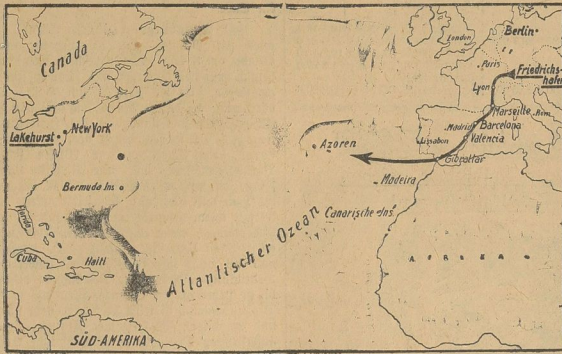 Canada
London
Berlin
Paris
Friedrichs-
hafen
Lyon
Lakehurst
New York
Marseille
Rom
Madrid
Barcelona
Azoren
Lissabon
Valencia
Gibraltar
Bermuda Ins.
Madeira
Canarische Ins.
Florida
Atlantischer Ozean
Cuba
Haiti
AFRIKA
SÜD-AMERIKA